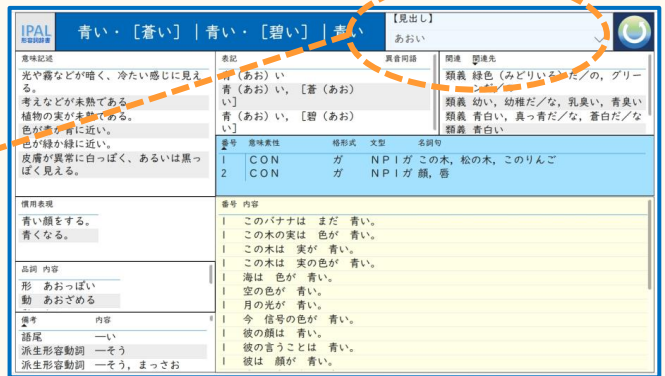 IPAL
形容詞辞書
青い・［蒼い］｜青い・［碧い］｜青い
【見出し】
あおい
意味記述
光や霧などが暗く、冷たい感じに見える。
考えなどが未熟である。
植物の実が未熟である。
色が青か青に近い。
色が緑か緑に近い。
皮膚が異常に白っぽく、あるいは黒っぽく見える。
表記
異音同語
青（あお）い
青（あお）い，［蒼（あお）い］
青（あお）い，［碧（あお）い］
関連 関連先
類義 緑色（みどりいろ）だ／の，グリーンだ／の
類義 幼い，幼稚だ／な，乳臭い，青臭い
類義 青白い，真っ青だ／な，蒼白だ／な
類義 青白い
番号 意味素性 格形式 文型 名詞句
1 CON ガ NP1ガ この木，松の木，このりんご
2 CON ガ NP1ガ 顔，唇
慣用表現
青い顔をする。
青くなる。
番号 内容
1 このバナナは まだ 青い。
1 この木の実は 色が 青い。
1 この木は 実が 青い。
1 この木は 実の色が 青い。
1 海は 色が 青い。
1 空の色が 青い。
1 月の光が 青い。
1 今 信号の色が 青い。
1 彼の顔は 青い。
1 彼の言うことは 青い。
1 彼は 顔が 青い。
品詞 内容
形 あおっぽい
動 あおざめる
備考 内容
語尾 ―い
派生形容動詞 ―そう
派生形容動詞 ―そう，まっさお